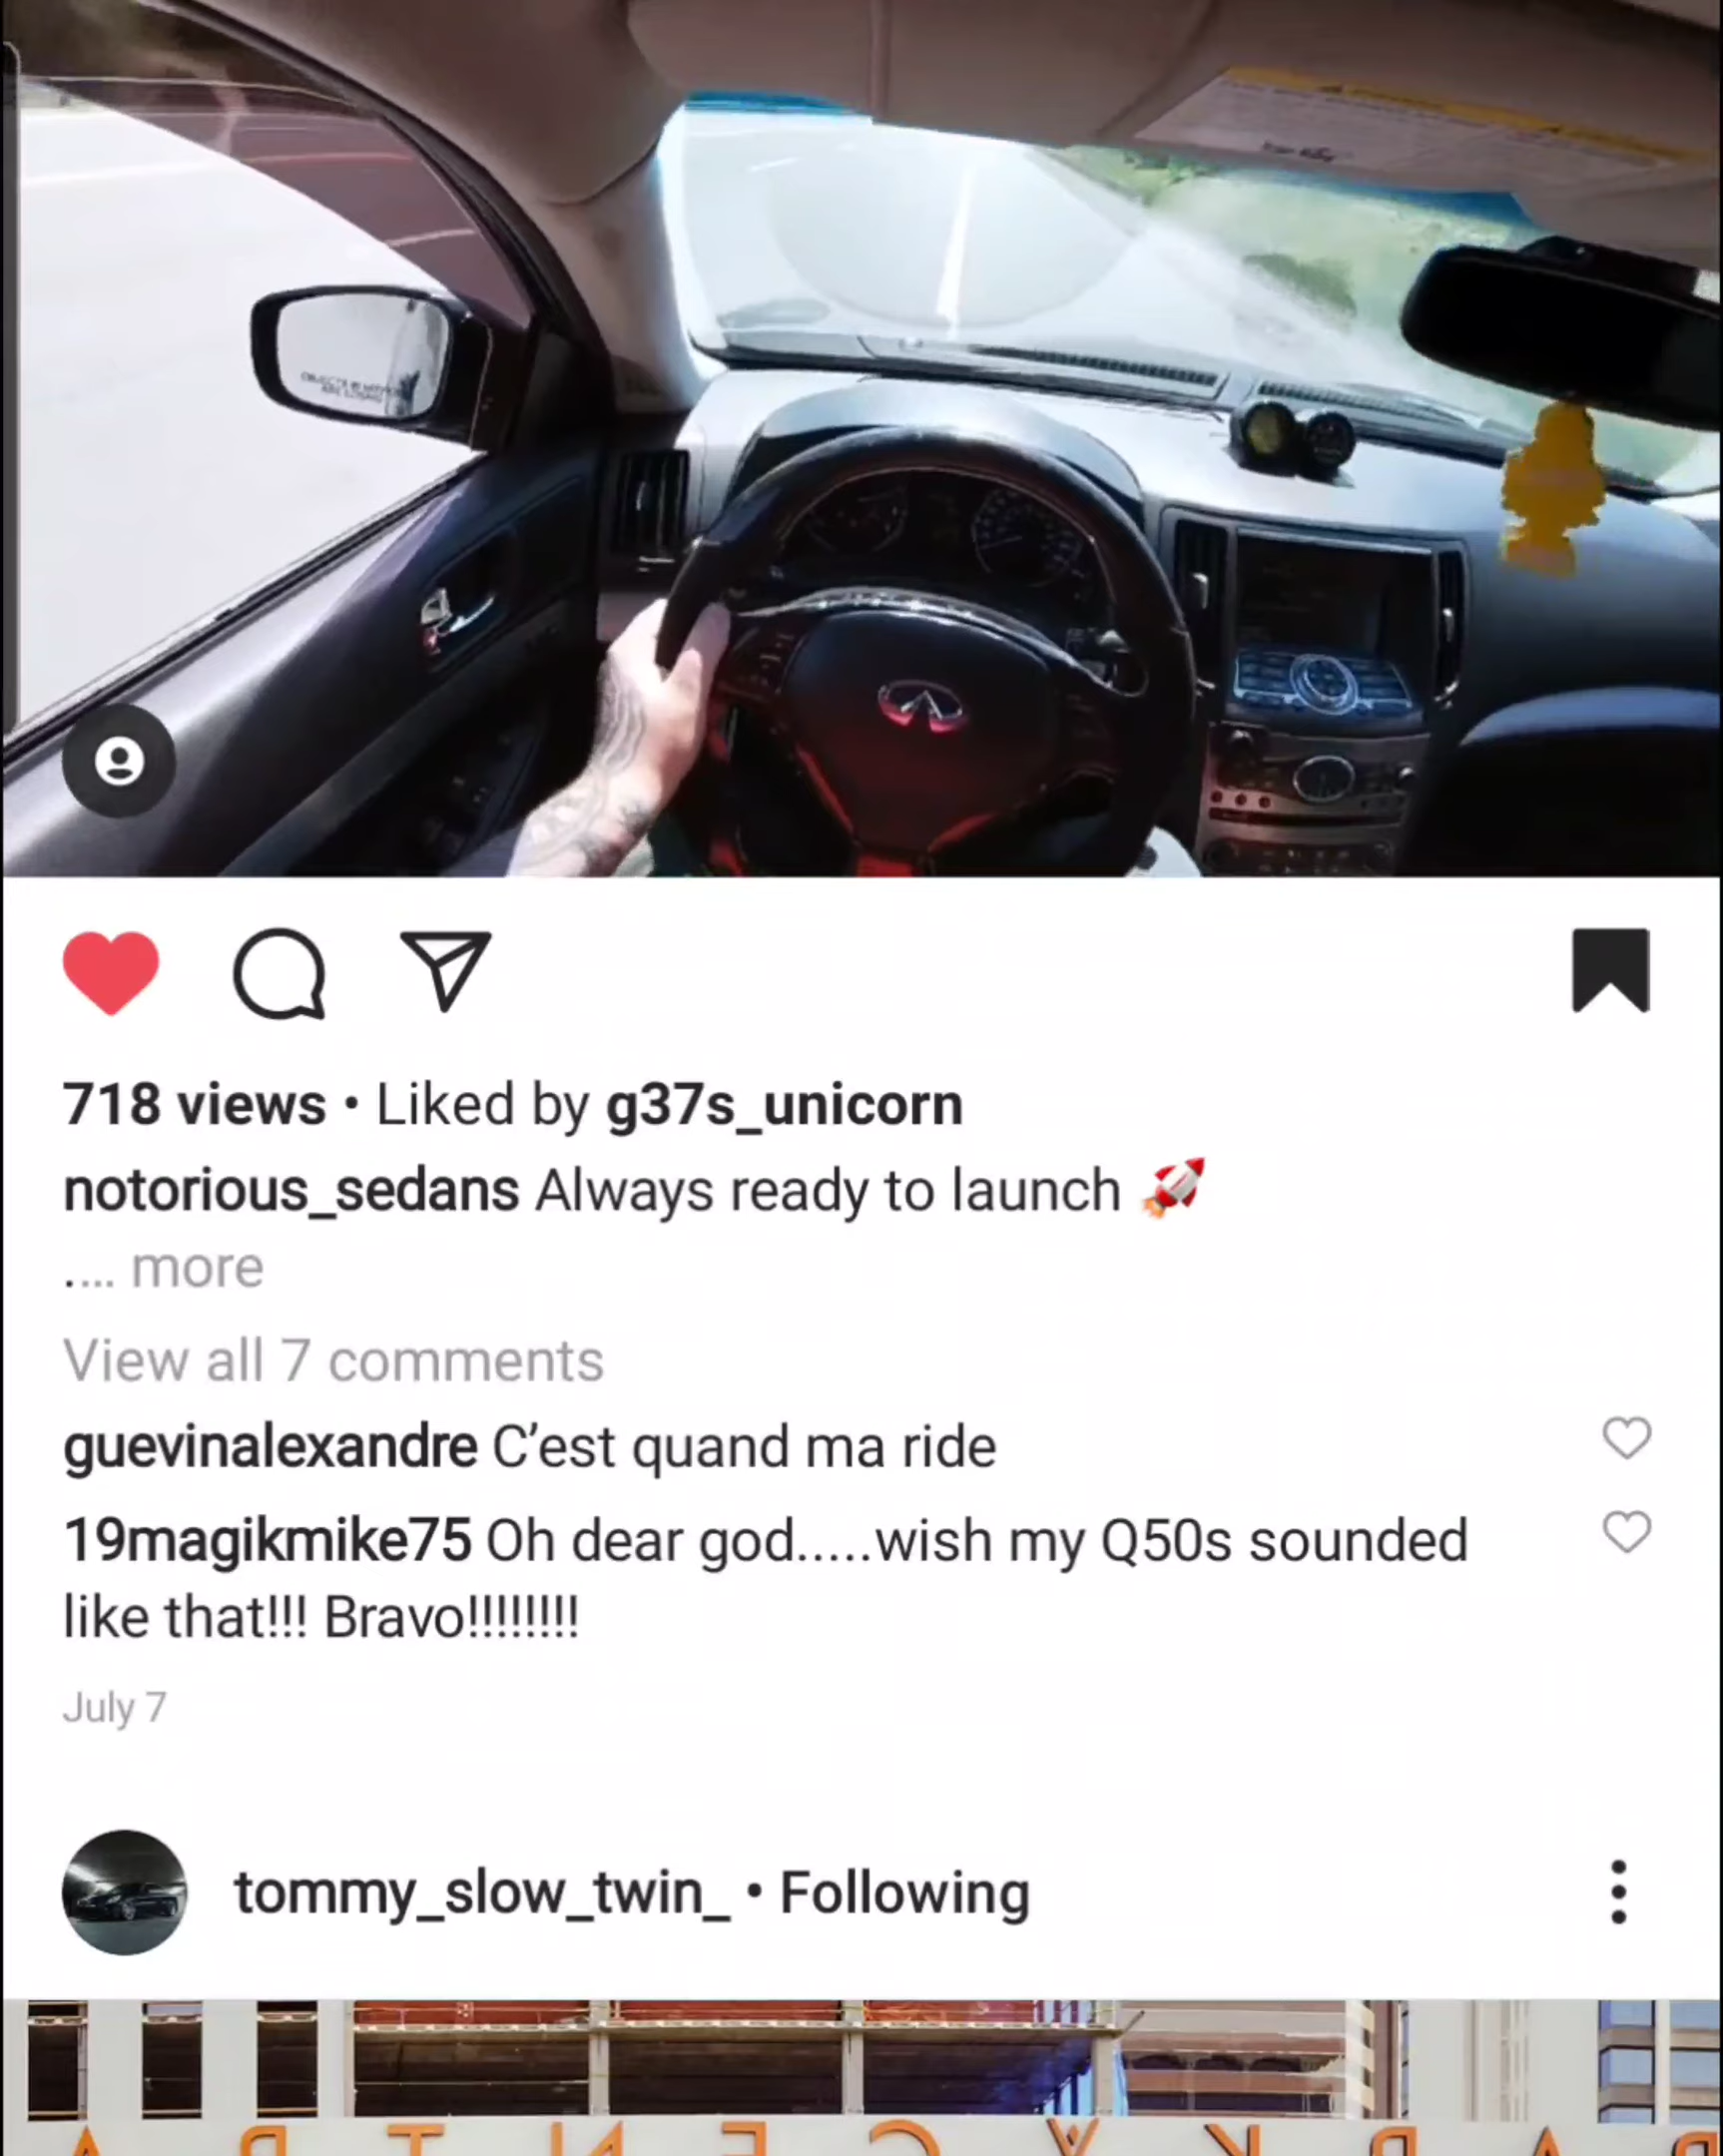 718 views • Liked by g37s_unicorn
notorious_sedans Always ready to launch 🚀
.... more
View all 7 comments
guevinalexandre C’est quand ma ride
19magikmike75 Oh dear god.....wish my Q50s sounded
like that!!! Bravo!!!!!!!!
July 7
tommy_slow_twin_ • Following